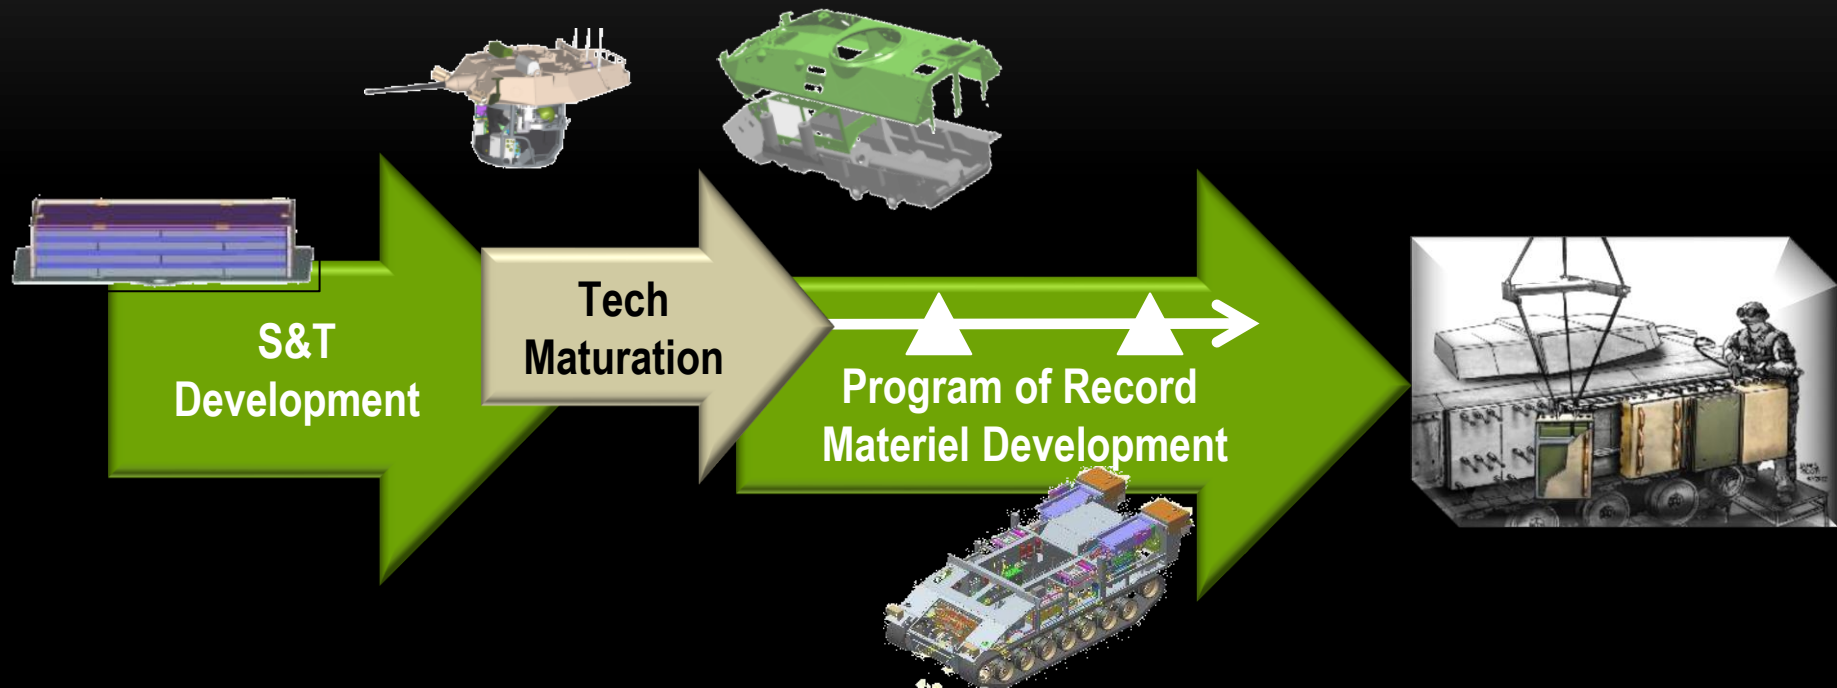 S&T
Development
Tech
Maturation
Program of Record
Materiel Development